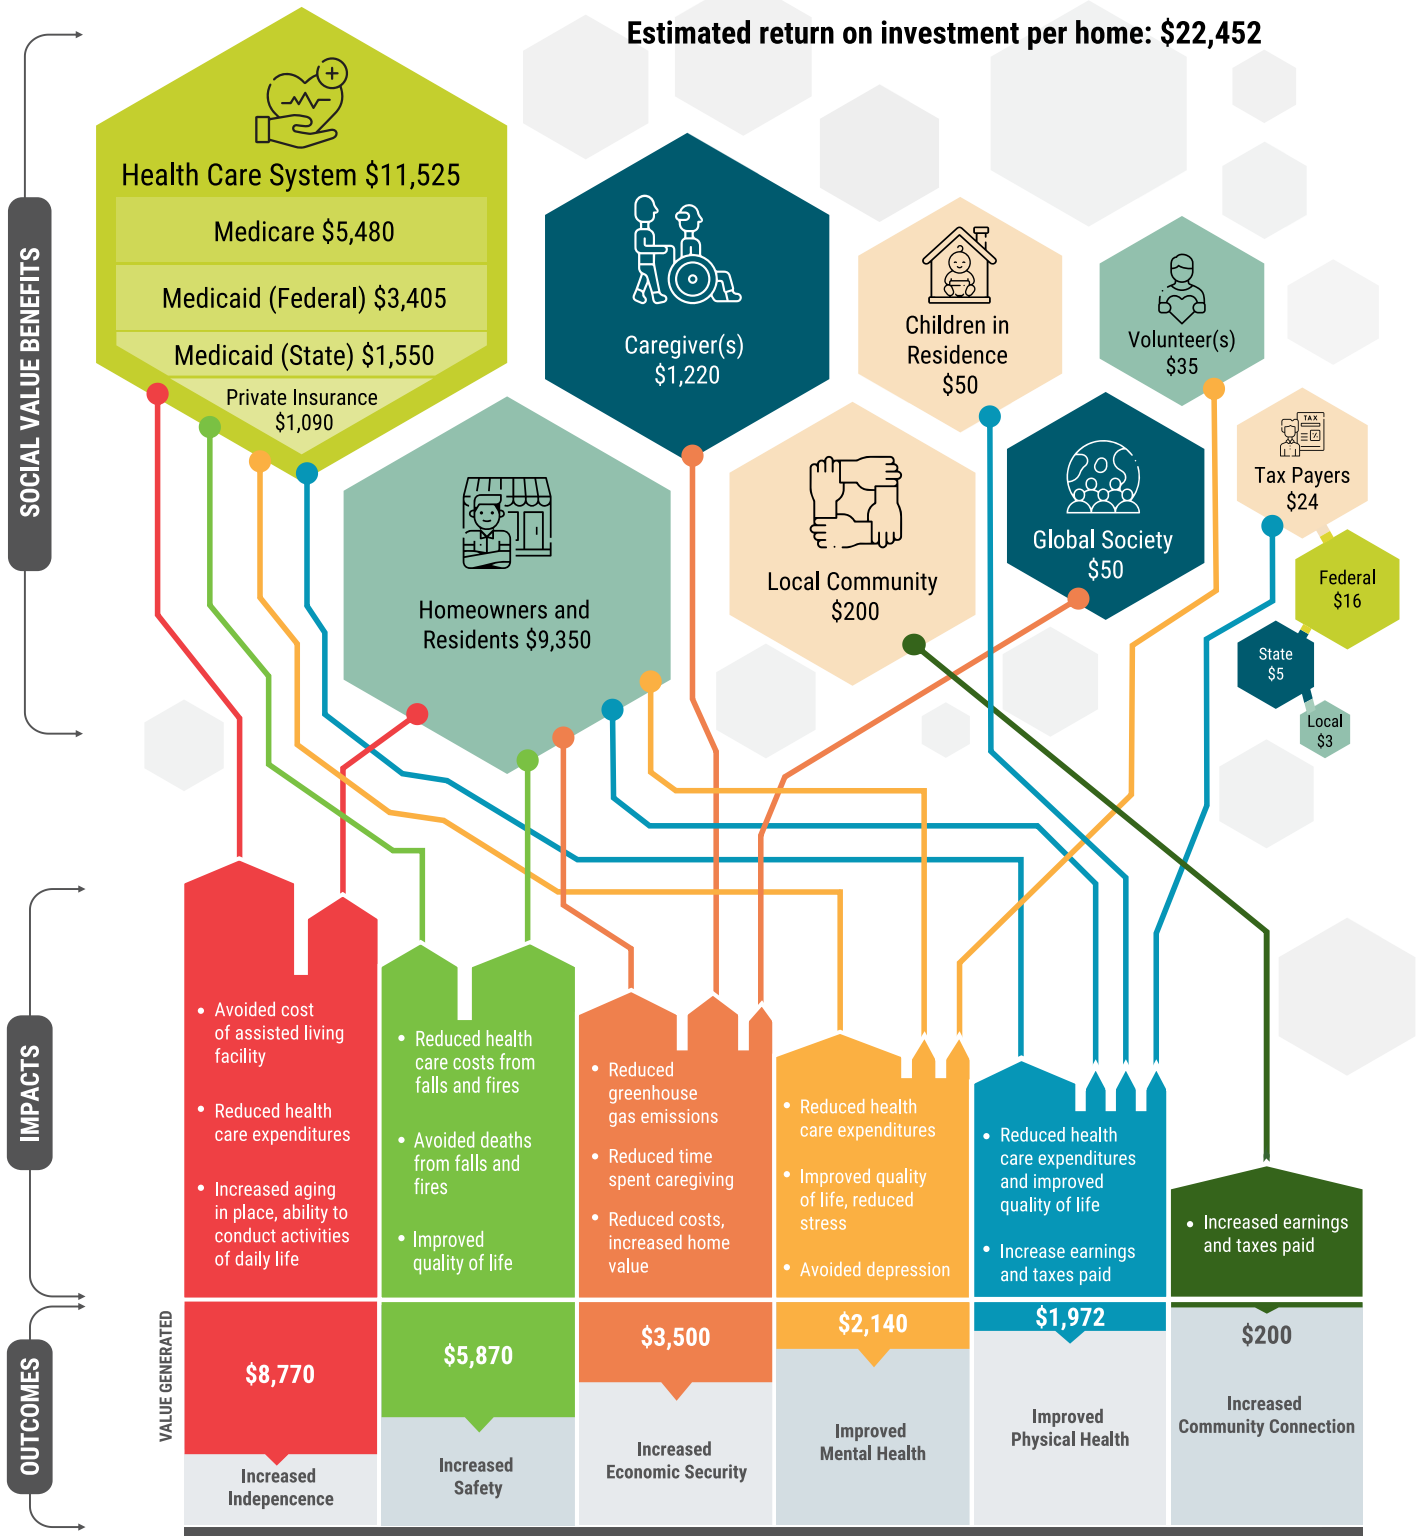 Estimated return on investment per home: $22,452
SOCIAL VALUE BENEFITS
Health Care System $11,525
Medicare $5,480
Medicaid (Federal) $3,405
Medicaid (State) $1,550
Private Insurance
$1,090
Caregiver(s)
$1,220
Children in
Residence
$50
Volunteer(s)
$35
Homeowners and
Residents $9,350
Local Community
$200
Global Society
$50
TAX
Tax Payers
$24
Federal
$16
State
$5
Local
$3
IMPACTS
• Avoided cost
of assisted living
facility
• Reduced health
care expenditures
• Increased aging
in place, ability to
conduct activities
of daily life
• Reduced health
care costs from
falls and fires
• Avoided deaths
from falls and
fires
• Improved
quality of life
• Reduced
greenhouse
gas emissions
• Reduced time
spent caregiving
• Reduced costs,
increased home
value
• Reduced health
care expenditures
• Improved quality
of life, reduced
stress
• Avoided depression
• Reduced health
care expenditures
and improved
quality of life
• Increase earnings
and taxes paid
• Increased earnings
and taxes paid
OUTCOMES
VALUE GENERATED
$8,770
Increased
Indepencence
$5,870
Increased
Safety
$3,500
Increased
Economic Security
$2,140
Improved
Mental Health
$1,972
Improved
Physical Health
$200
Increased
Community Connection